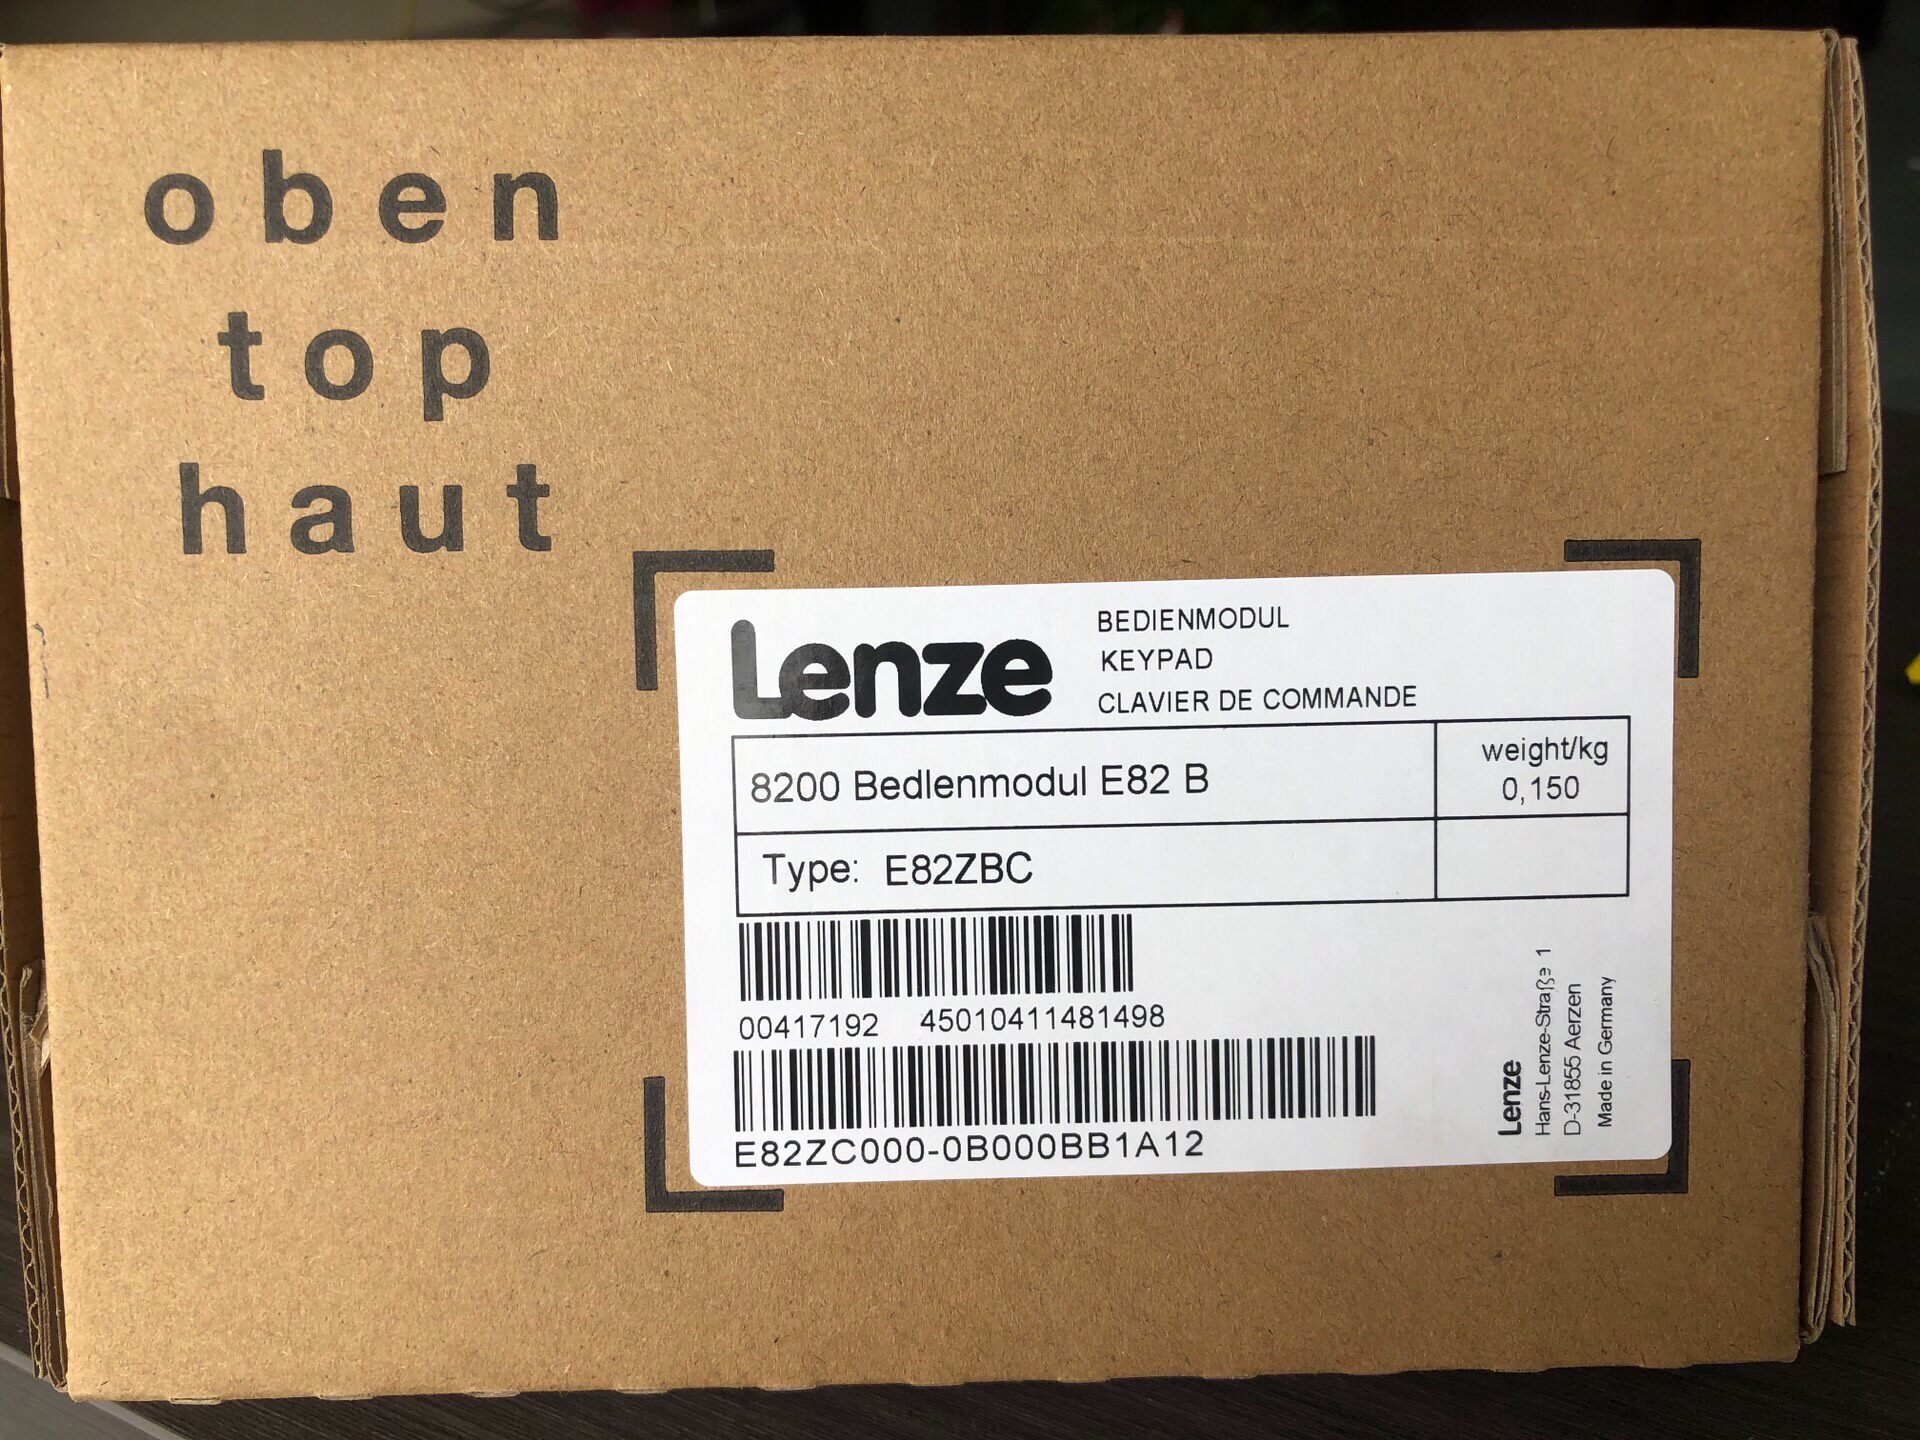 oben
top
haut
Lenze
BEDIENMODUL
KEYPAD
CLAVIER DE COMMANDE
8200 Bedlenmodul E82 B
weight/kg
0,150
Type: E82ZBC
00417192 45010411481498
E82ZC000-0B000BB1A12
Lenze
Hans-Lenze-Straße 1
D-31855 Aerzen
Made in Germany